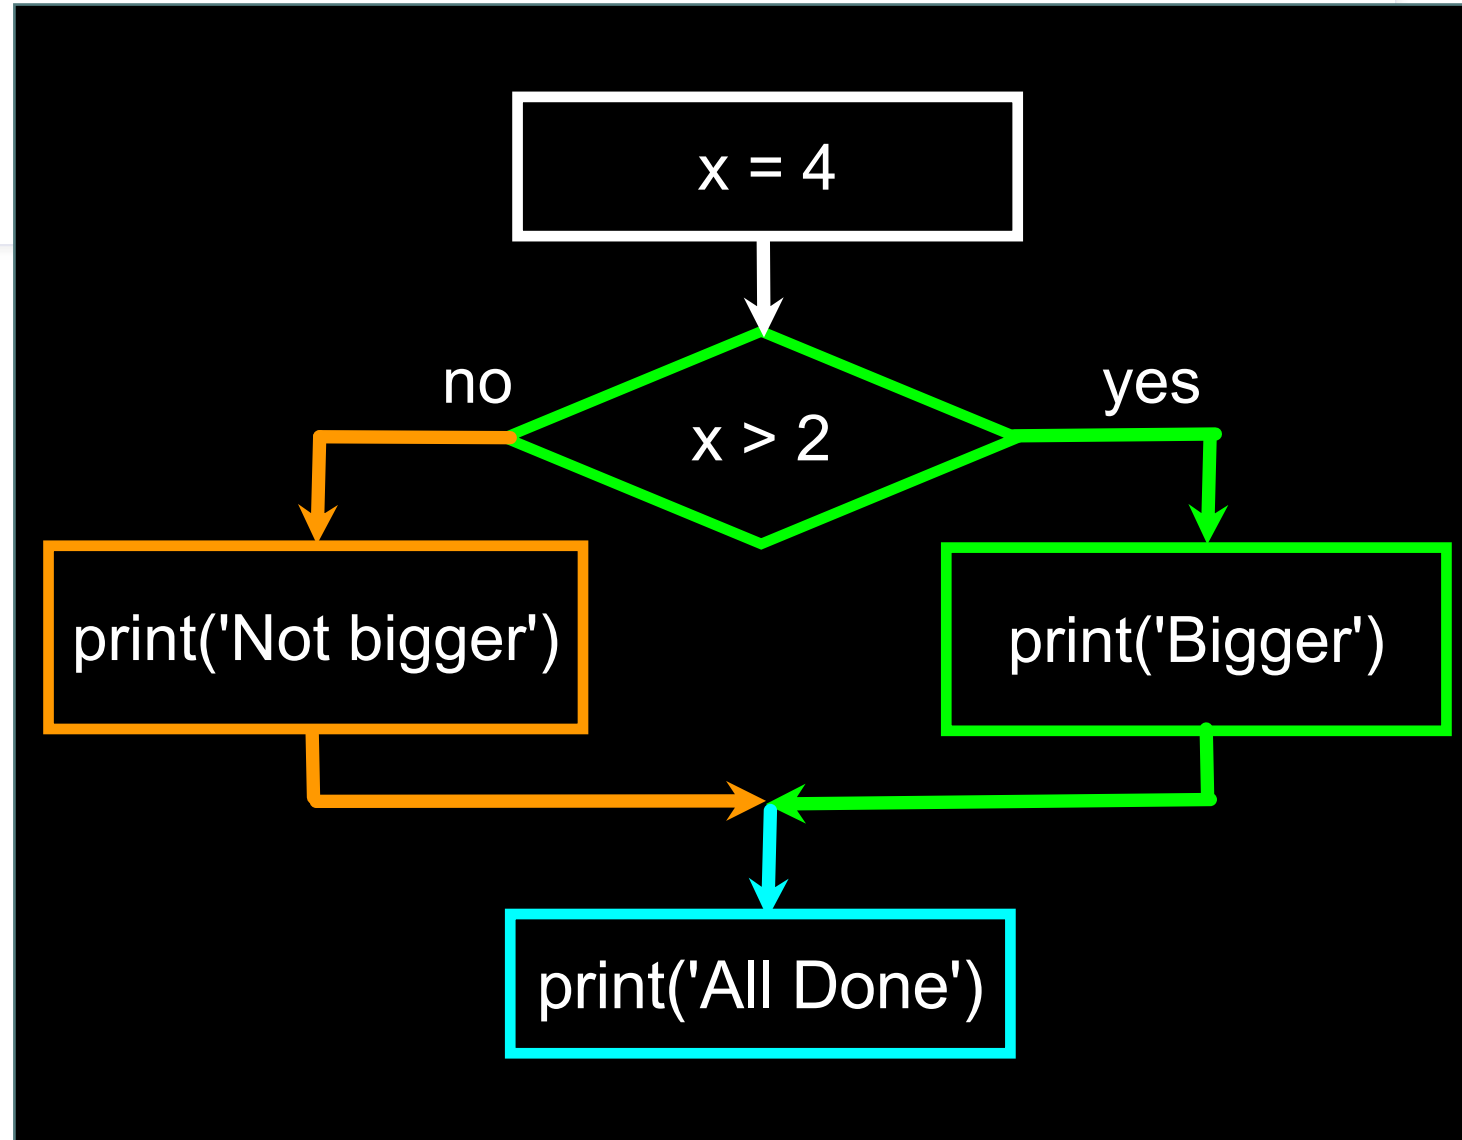 x = 4
no
yes
x > 2
print('Not bigger')
print('Bigger')
print('All Done')